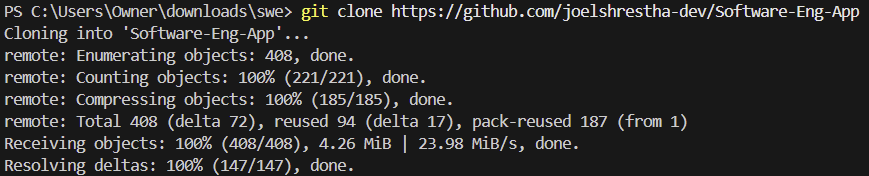 PS C:\Users\Owner\downloads\swe> git clone https://github.com/joelshrestha-dev/Software-Eng-App
Cloning into 'Software-Eng-App'...
remote: Enumerating objects: 408, done.
remote: Counting objects: 100% (221/221), done.
remote: Compressing objects: 100% (185/185), done.
remote: Total 408 (delta 72), reused 94 (delta 17), pack-reused 187 (from 1)
Receiving objects: 100% (408/408), 4.26 MiB | 23.98 MiB/s, done.
Resolving deltas: 100% (147/147), done.